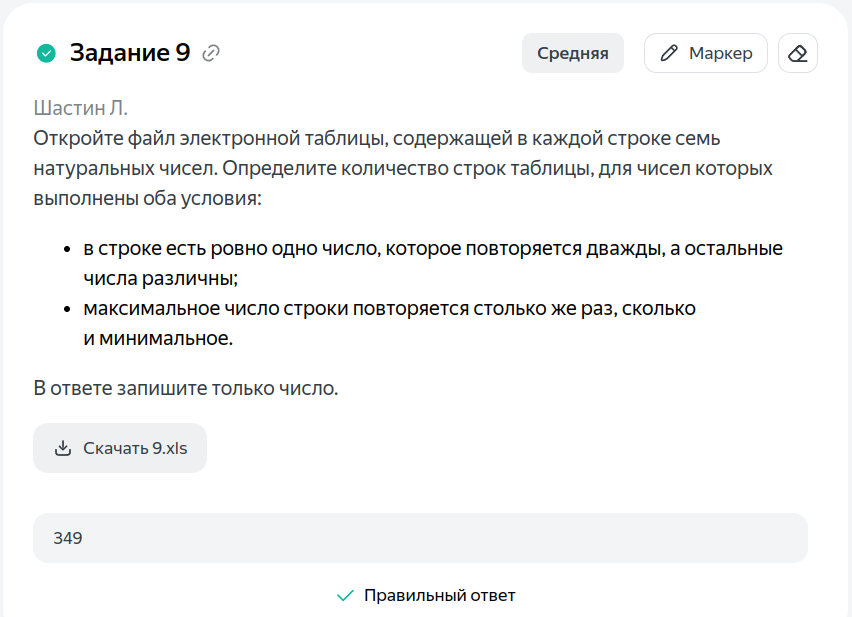 Задание 9
Средняя
Маркер
Шастин Л.
Откройте файл электронной таблицы, содержащей в каждой строке семь
натуральных чисел. Определите количество строк таблицы, для чисел которых
выполнены оба условия:
• в строке есть ровно одно число, которое повторяется дважды, а остальные
числа различны;
• максимальное число строки повторяется столько же раз, сколько
и минимальное.
В ответе запишите только число.
Скачать 9.xls
349
Правильный ответ